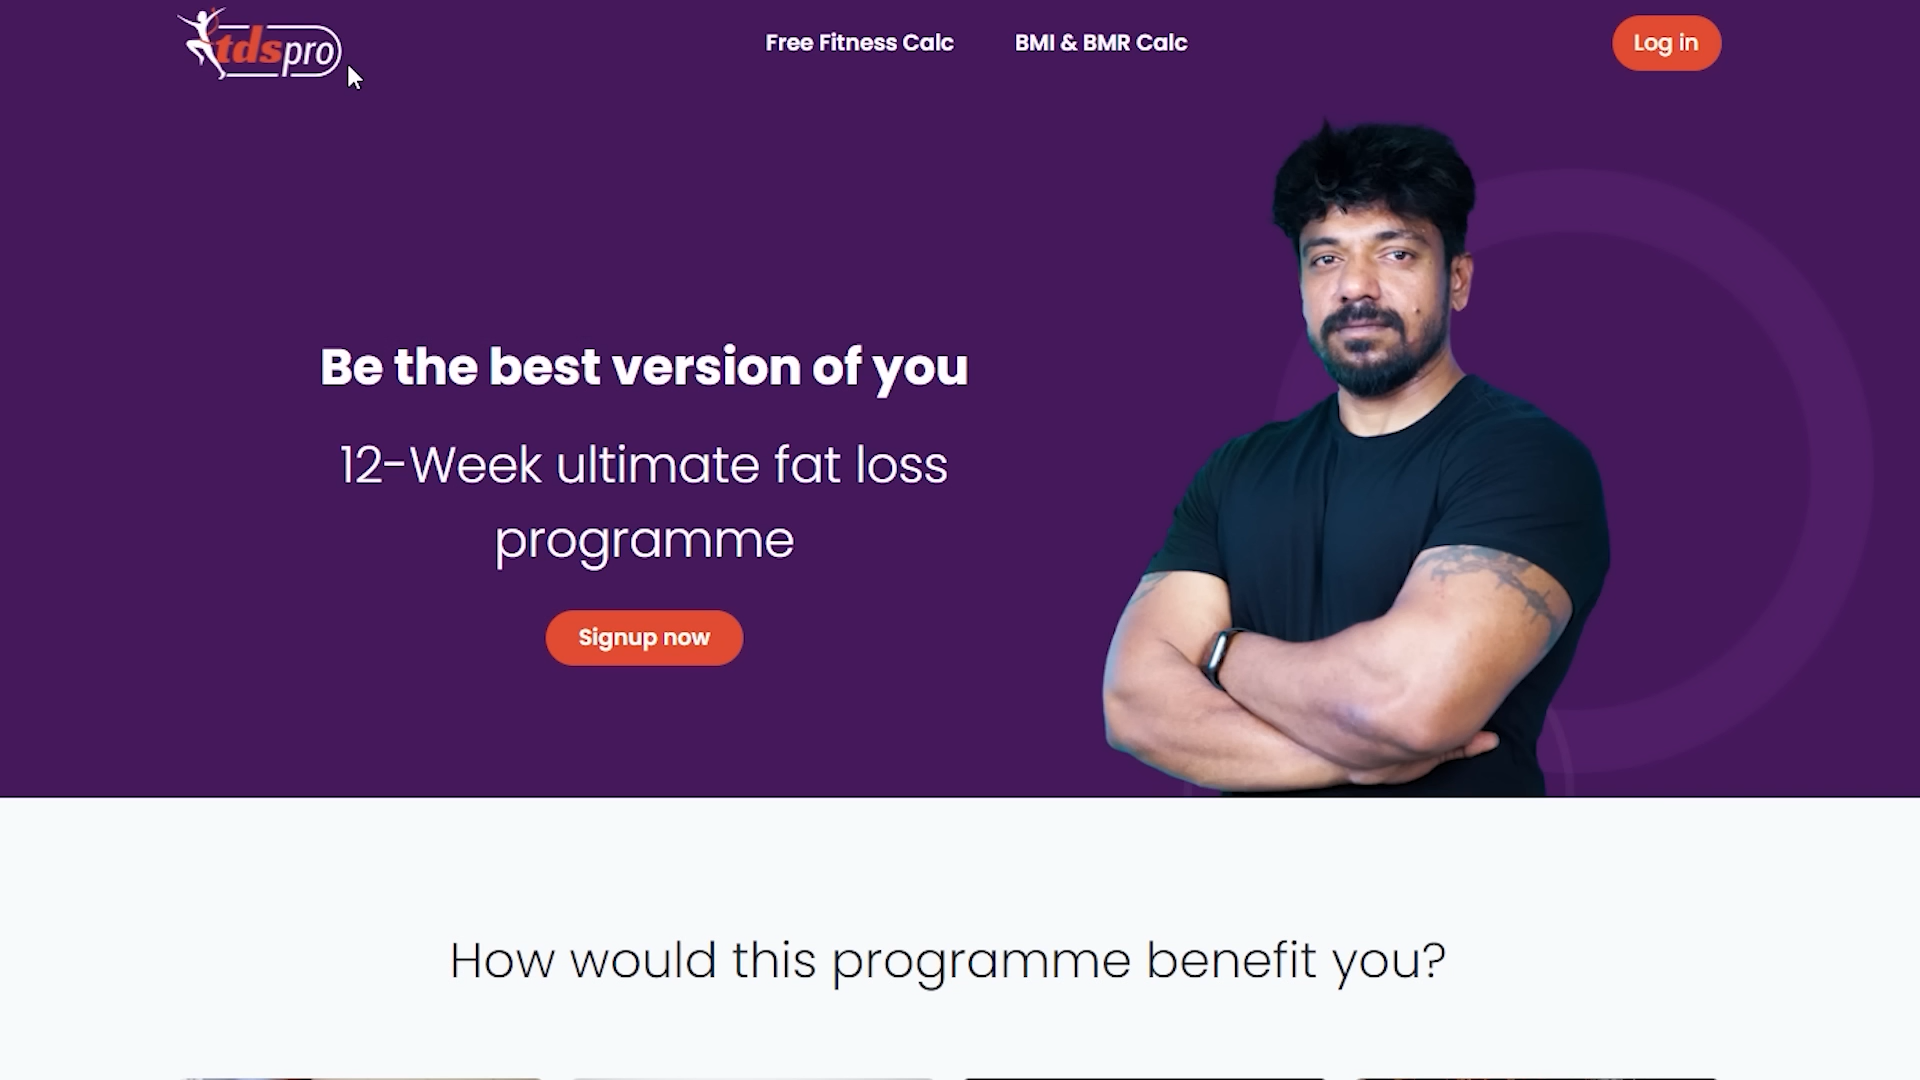 tdspro
Free Fitness Calc
BMI & BMR Calc
Log in
Be the best version of you
12-Week ultimate fat loss
programme
Signup now
How would this programme benefit you?